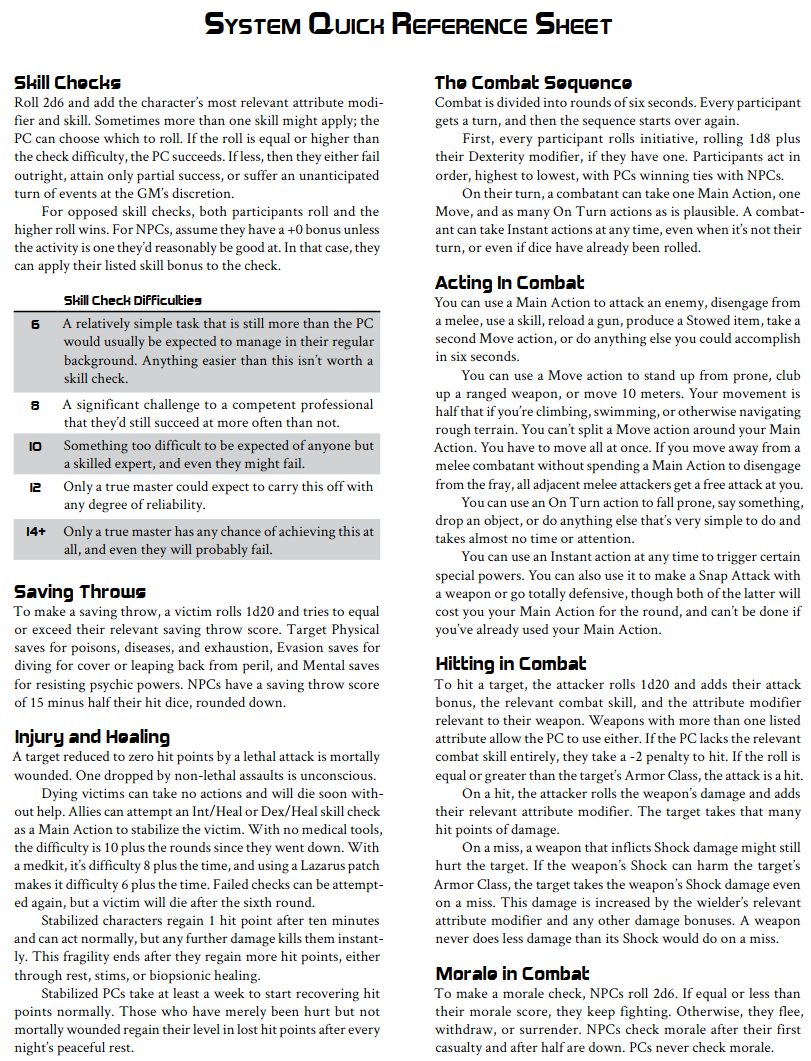 System Quick Reference Sheet
Skill Checks
Roll 2d6 and add the character's most relevant attribute modi-
fier and skill. Sometimes more than one skill might apply; the
PC can choose which to roll. If the roll is equal or higher than
the check difficulty, the PC succeeds. If less, then they either fail
outright, attain only partial success, or suffer an unanticipated
turn of events at the GM's discretion.
For opposed skill checks, both participants roll and the
higher roll wins. For NPCs, assume they have a +0 bonus unless
the activity is one they'd reasonably be good at. In that case, they
can apply their listed skill bonus to the check.
Skill Check Difficulties
6 A relatively simple task that is still more than the PC
would usually be expected to manage in their regular
background. Anything easier than this isn't worth a
skill check.
8 A significant challenge to a competent professional
that they'd still succeed at more often than not.
10 Something too difficult to be expected of anyone but
a skilled expert, and even they might fail.
12 Only a true master could expect to carry this off with
any degree of reliability.
14+ Only a true master has any chance of achieving this at
all, and even they will probably fail.
Saving Throws
To make a saving throw, a victim rolls 1d20 and tries to equal
or exceed their relevant saving throw score. Target Physical
saves for poisons, diseases, and exhaustion, Evasion saves for
diving for cover or leaping back from peril, and Mental saves
for resisting psychic powers. NPCs have a saving throw score
of 15 minus half their hit dice, rounded down.
Injury and Healing
A target reduced to zero hit points by a lethal attack is mortally
wounded. One dropped by non-lethal assaults is unconscious.
Dying victims can take no actions and will die soon with-
out help. Allies can attempt an Int/Heal or Dex/Heal skill check
as a Main Action to stabilize the victim. With no medical tools,
the difficulty is 10 plus the rounds since they went down. With
a medkit, it's difficulty 8 plus the time, and using a Lazarus patch
makes it difficulty 6 plus the time. Failed checks can be attempt-
ed again, but a victim will die after the sixth round.
Stabilized characters regain 1 hit point after ten minutes
and can act normally, but any further damage kills them instant-
ly. This fragility ends after they regain more hit points, either
through rest, stims, or biopsionic healing.
Stabilized PCs take at least a week to start recovering hit
points normally. Those who have merely been hurt but not
mortally wounded regain their level in lost hit points after every
night's peaceful rest.
The Combat Sequence
Combat is divided into rounds of six seconds. Every participant
gets a turn, and then the sequence starts over again.
First, every participant rolls initiative, rolling 1d8 plus
their Dexterity modifier, if they have one. Participants act in
order, highest to lowest, with PCs winning ties with NPCs.
On their turn, a combatant can take one Main Action, one
Move, and as many On Turn actions as is plausible. A combat-
ant can take Instant actions at any time, even when it's not their
turn, or even if dice have already been rolled.
Acting In Combat
You can use a Main Action to attack an enemy, disengage from
a melee, use a skill, reload a gun, produce a Stowed item, take a
second Move action, or do anything else you could accomplish
in six seconds.
You can use a Move action to stand up from prone, club
up a ranged weapon, or move 10 meters. Your movement is
half that if you're climbing, swimming, or otherwise navigating
rough terrain. You can't split a Move action around your Main
Action. You have to move all at once. If you move away from a
melee combatant without spending a Main Action to disengage
from the fray, all adjacent melee attackers get a free attack at you.
You can use an On Turn action to fall prone, say something,
drop an object, or do anything else that's very simple to do and
takes almost no time or attention.
You can use an Instant action at any time to trigger certain
special powers. You can also use it to make a Snap Attack with
a weapon or go totally defensive, though both of the latter will
cost you your Main Action for the round, and can't be done if
you've already used your Main Action.
Hitting in Combat
To hit a target, the attacker rolls 1d20 and adds their attack
bonus, the relevant combat skill, and the attribute modifier
relevant to their weapon. Weapons with more than one listed
attribute allow the PC to use either. If the PC lacks the relevant
combat skill entirely, they take a -2 penalty to hit. If the roll is
equal or greater than the target's Armor Class, the attack is a hit.
On a hit, the attacker rolls the weapon's damage and adds
their relevant attribute modifier. The target takes that many
hit points of damage.
On a miss, a weapon that inflicts Shock damage might still
hurt the target. If the weapon's Shock can harm the target's
Armor Class, the target takes the weapon's Shock damage even
on a miss. This damage is increased by the wielder's relevant
attribute modifier and any other damage bonuses. A weapon
never does less damage than its Shock would do on a miss.
Morale in Combat
To make a morale check, NPCs roll 2d6. If equal or less than
their morale score, they keep fighting. Otherwise, they flee,
withdraw, or surrender. NPCs check morale after their first
casualty and after half are down. PCs never check morale.